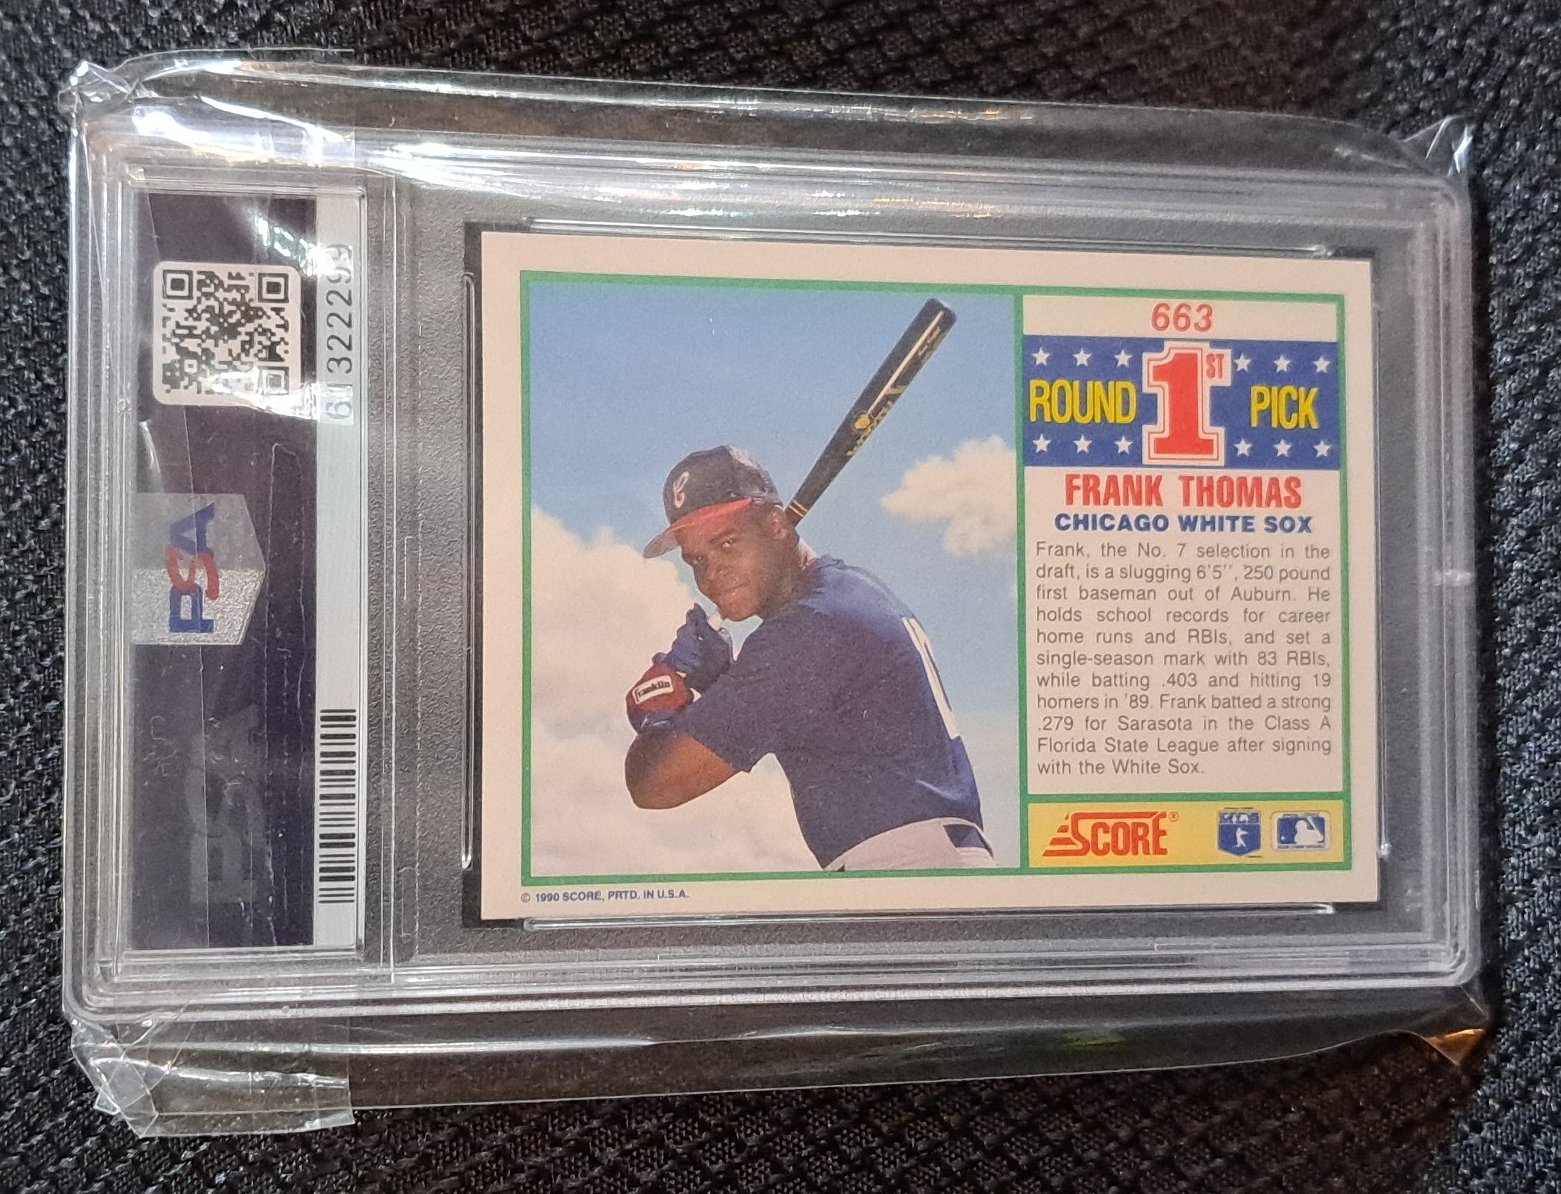 6 322299
PSA
663
ROUND 1ST PICK
FRANK THOMAS
CHICAGO WHITE SOX
Frank, the No. 7 selection in the
draft, is a slugging 6'5", 250 pound
first baseman out of Auburn. He
holds school records for career
home runs and RBIs, and set a
single-season mark with 83 RBIs,
while batting .403 and hitting 19
homers in '89. Frank batted a strong
.279 for Sarasota in the Class A
Florida State League after signing
with the White Sox.
SCORE®
© 1990 SCORE, PRTD. IN U.S.A.
Franklin
C